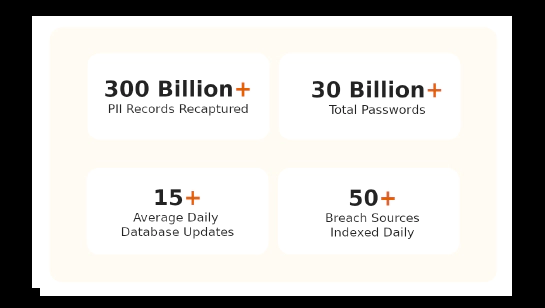 300 Billion+
PII Records Recaptured
30 Billion+
Total Passwords
15+
Average Daily
Database Updates
50+
Breach Sources
Indexed Daily